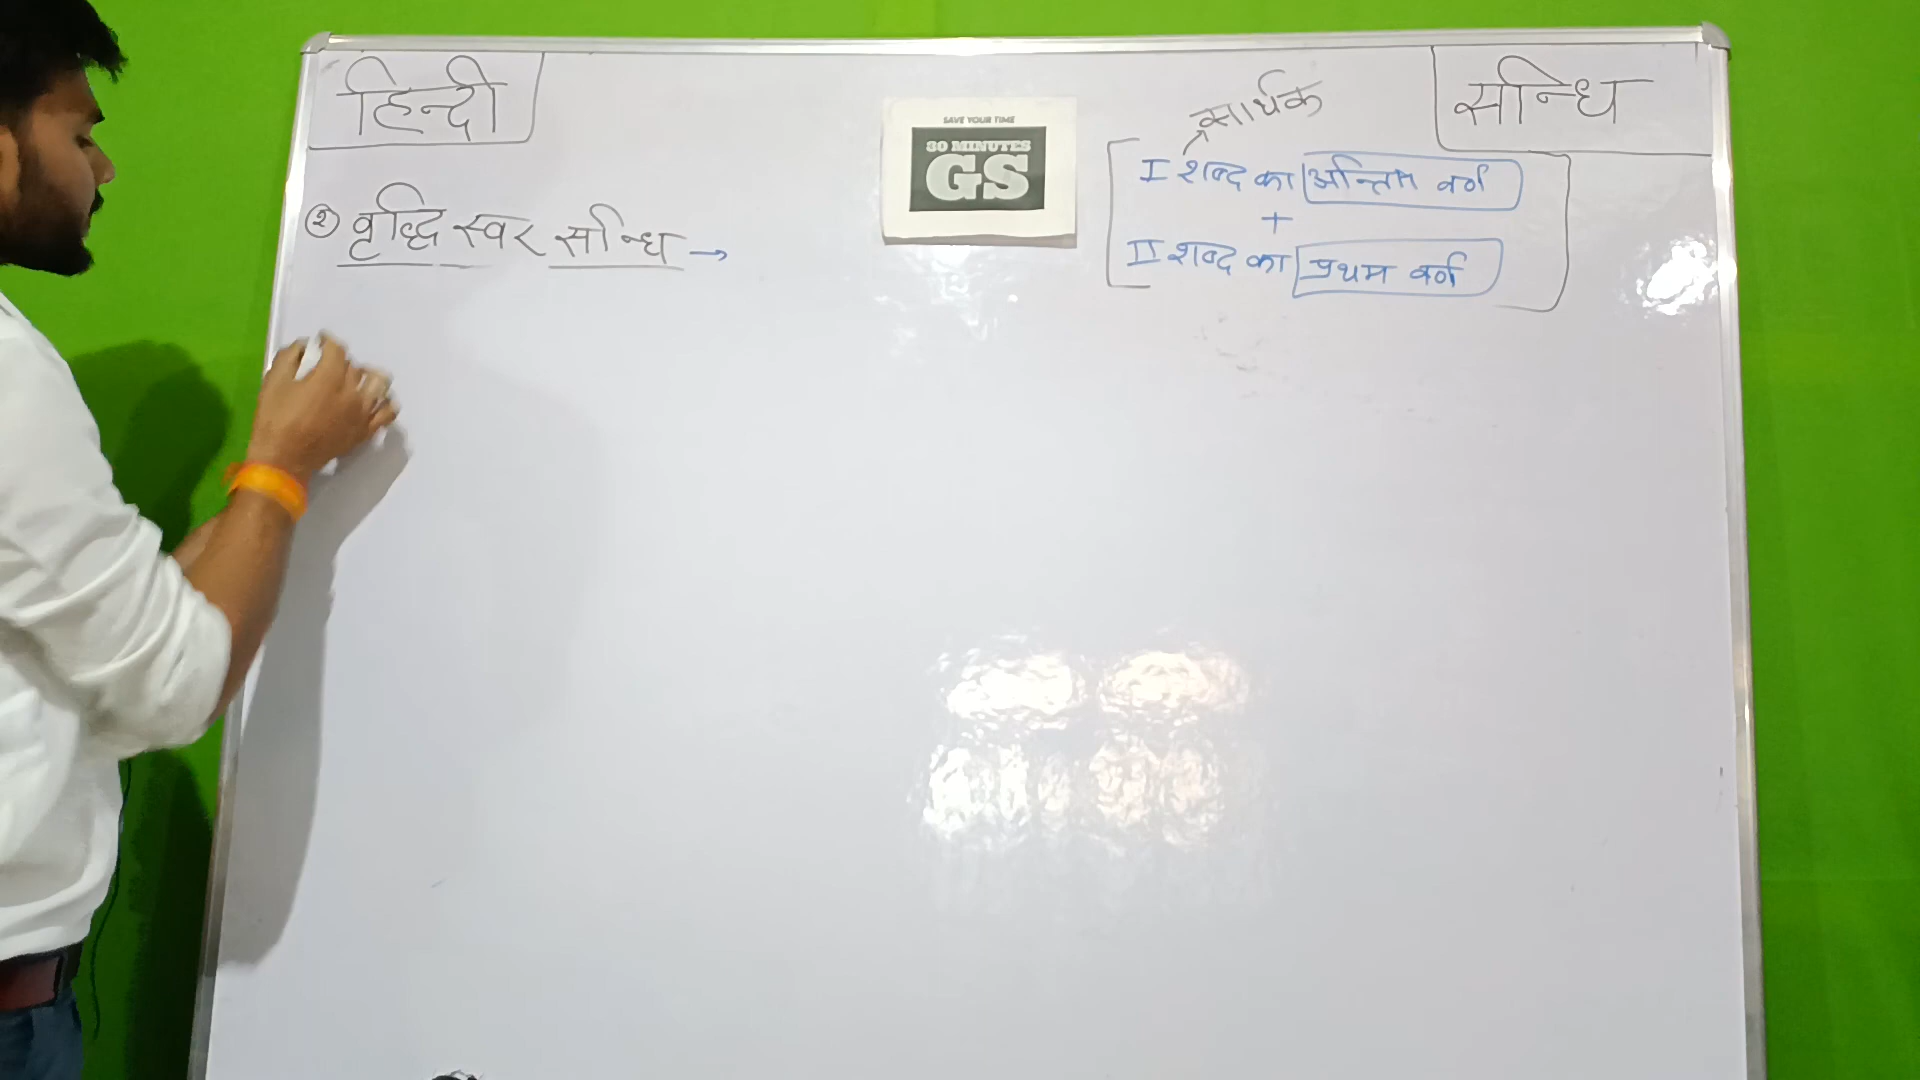 हिन्दी
सन्धि
सार्थक
SAVE YOUR TIME
30 MINUTES
GS
I शब्द का अन्तिम वर्ण
+
II शब्द का प्रथम वर्ण
② वृद्धि स्वर सन्धि →